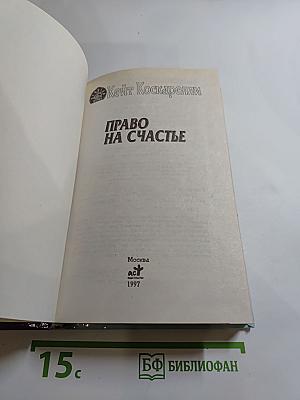 Кейт Коскарелли
ПРАВО
НА СЧАСТЬЕ
Москва
аст
1997
15с
БФ БИБЛИОФАН